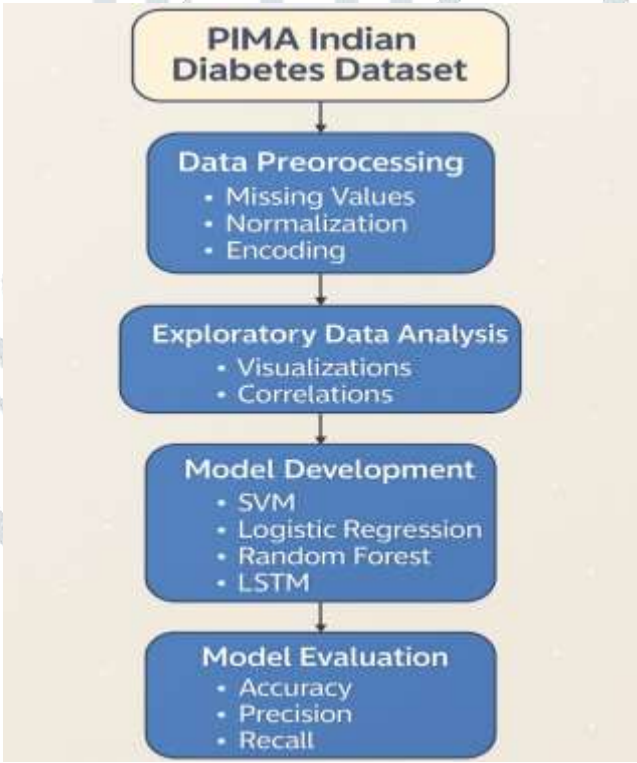 PIMA Indian
Diabetes Dataset
Data Preorocessing
• Missing Values
• Normalization
• Encoding
Exploratory Data Analysis
• Visualizations
• Correlations
Model Development
• SVM
• Logistic Regression
• Random Forest
• LSTM
Model Evaluation
• Accuracy
• Precision
• Recall